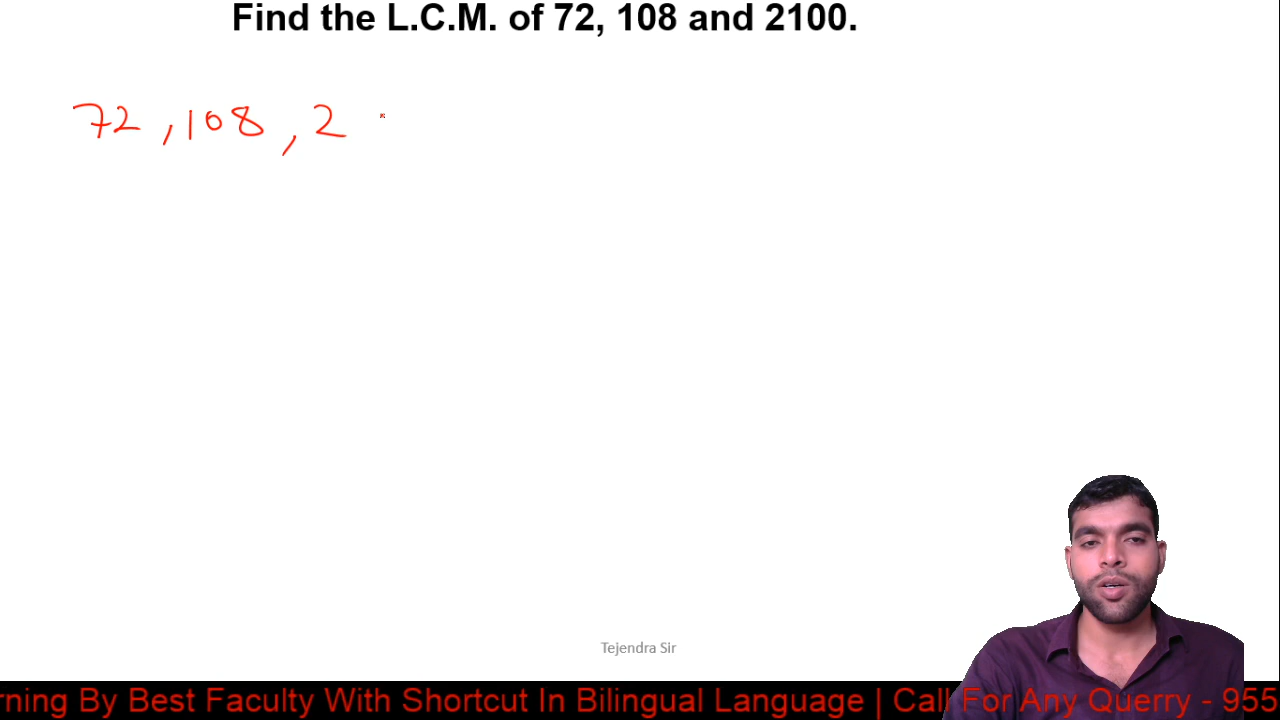 Find the L.C.M. of 72, 108 and 2100.
72 , 108 , 2
Tejendra Sir
rning By Best Faculty With Shortcut In Bilingual Language | Call For Any Querry - 955